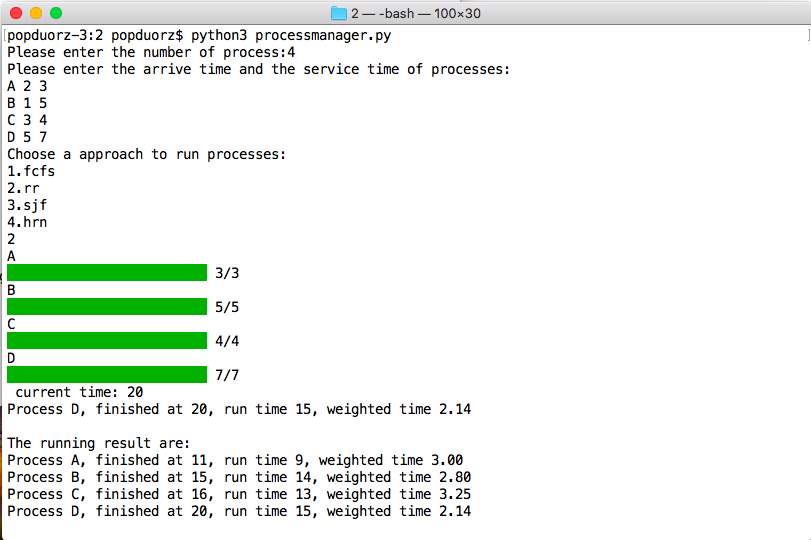 2 — -bash — 100×30
popduorz-3:2 popduorz$ python3 processmanager.py
Please enter the number of process:4
Please enter the arrive time and the service time of processes:
A 2 3
B 1 5
C 3 4
D 5 7
Choose a approach to run processes:
1.fcfs
2.rr
3.sjf
4.hrn
2
A
3/3
B
5/5
C
4/4
D
7/7
current time: 20
Process D, finished at 20, run time 15, weighted time 2.14
The running result are:
Process A, finished at 11, run time 9, weighted time 3.00
Process B, finished at 15, run time 14, weighted time 2.80
Process C, finished at 16, run time 13, weighted time 3.25
Process D, finished at 20, run time 15, weighted time 2.14